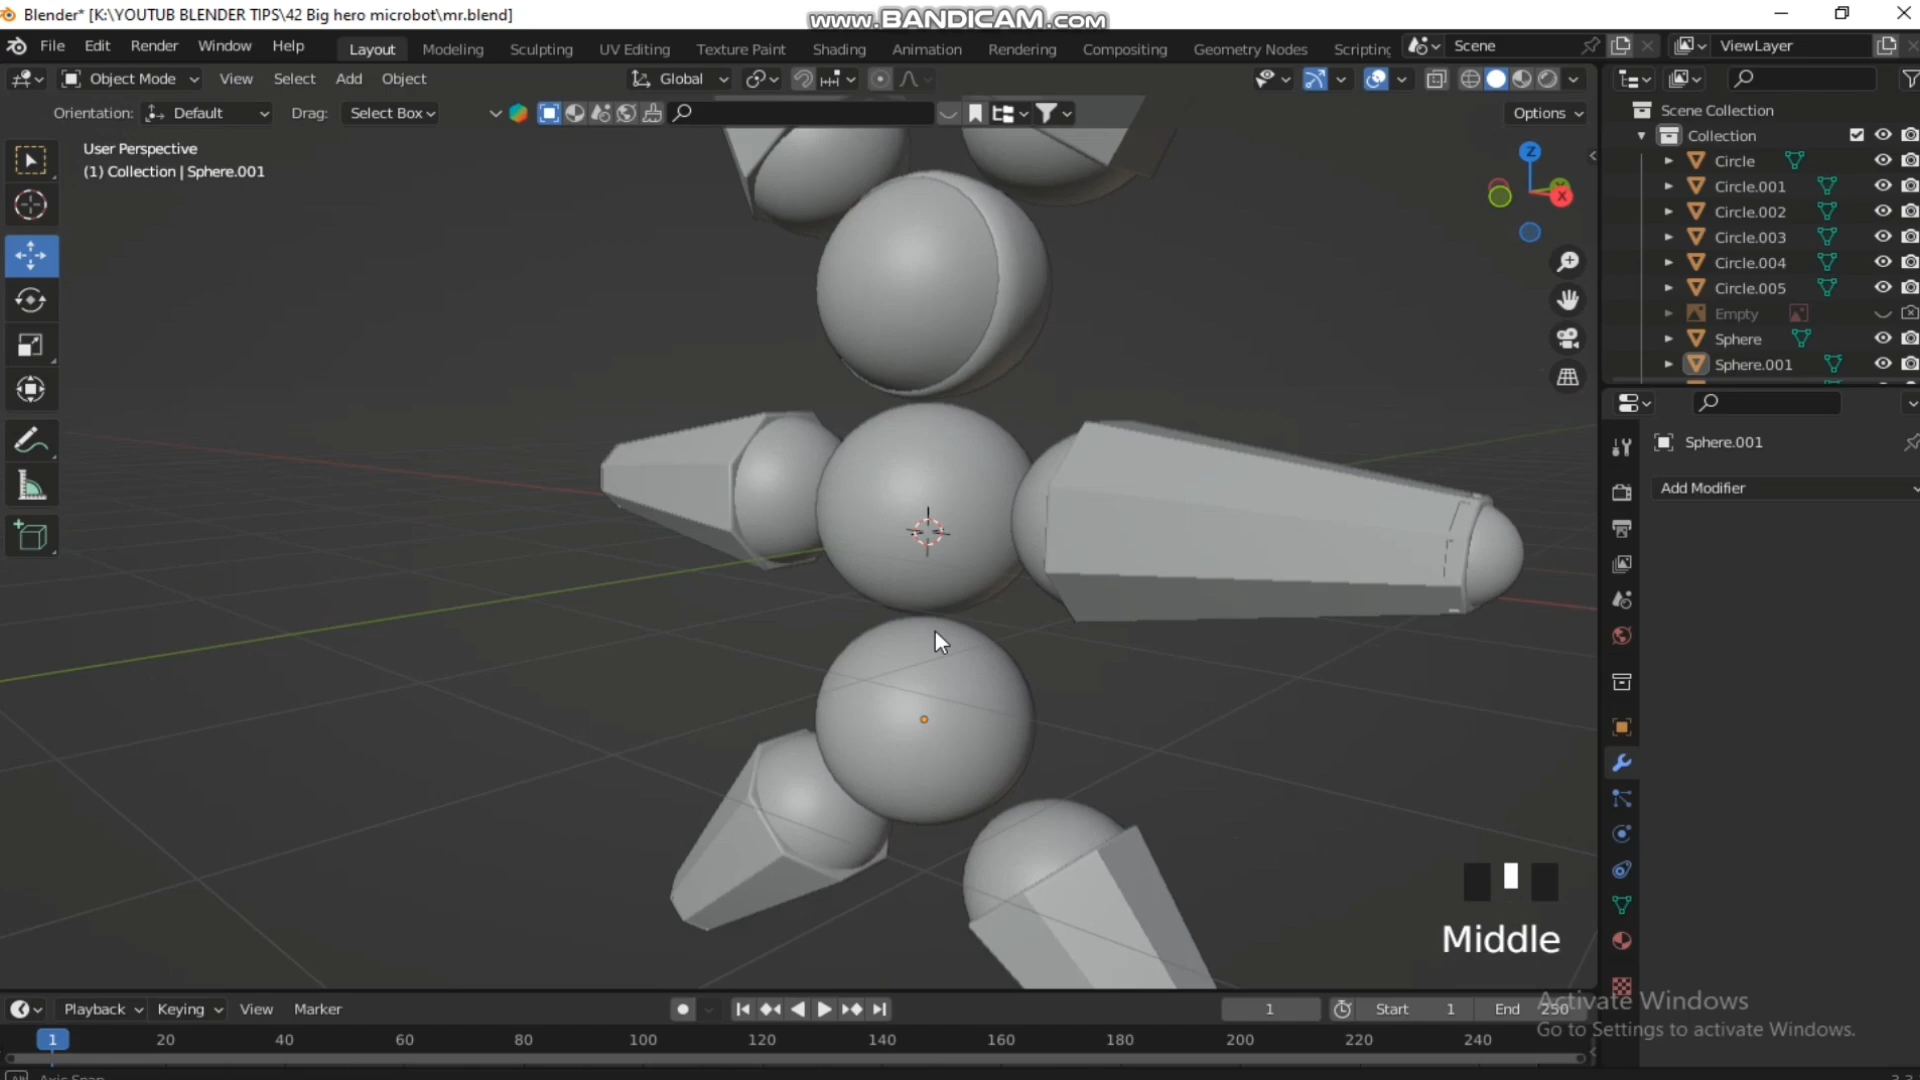 Blender* [K:\YOUTUB BLENDER TIPS\42 Big hero microbot\mr.blend]
www.BANDICAM.com
File Edit Render Window Help
Layout Modeling Sculpting UV Editing Texture Paint Shading Animation Rendering Compositing Geometry Nodes Scripting
Scene
ViewLayer
Object Mode View Select Add Object
Global
Orientation: Default Drag: Select Box
Options
User Perspective
(1) Collection | Sphere.001
Z
X
Scene Collection
Collection
Circle
Circle.001
Circle.002
Circle.003
Circle.004
Circle.005
Empty
Sphere
Sphere.001
Sphere.001
Add Modifier
Middle
Playback Keying View Marker
1
Start 1
End 250
Activate Windows
Go to Settings to activate Windows.
1 20 40 60 80 100 120 140 160 180 200 220 240